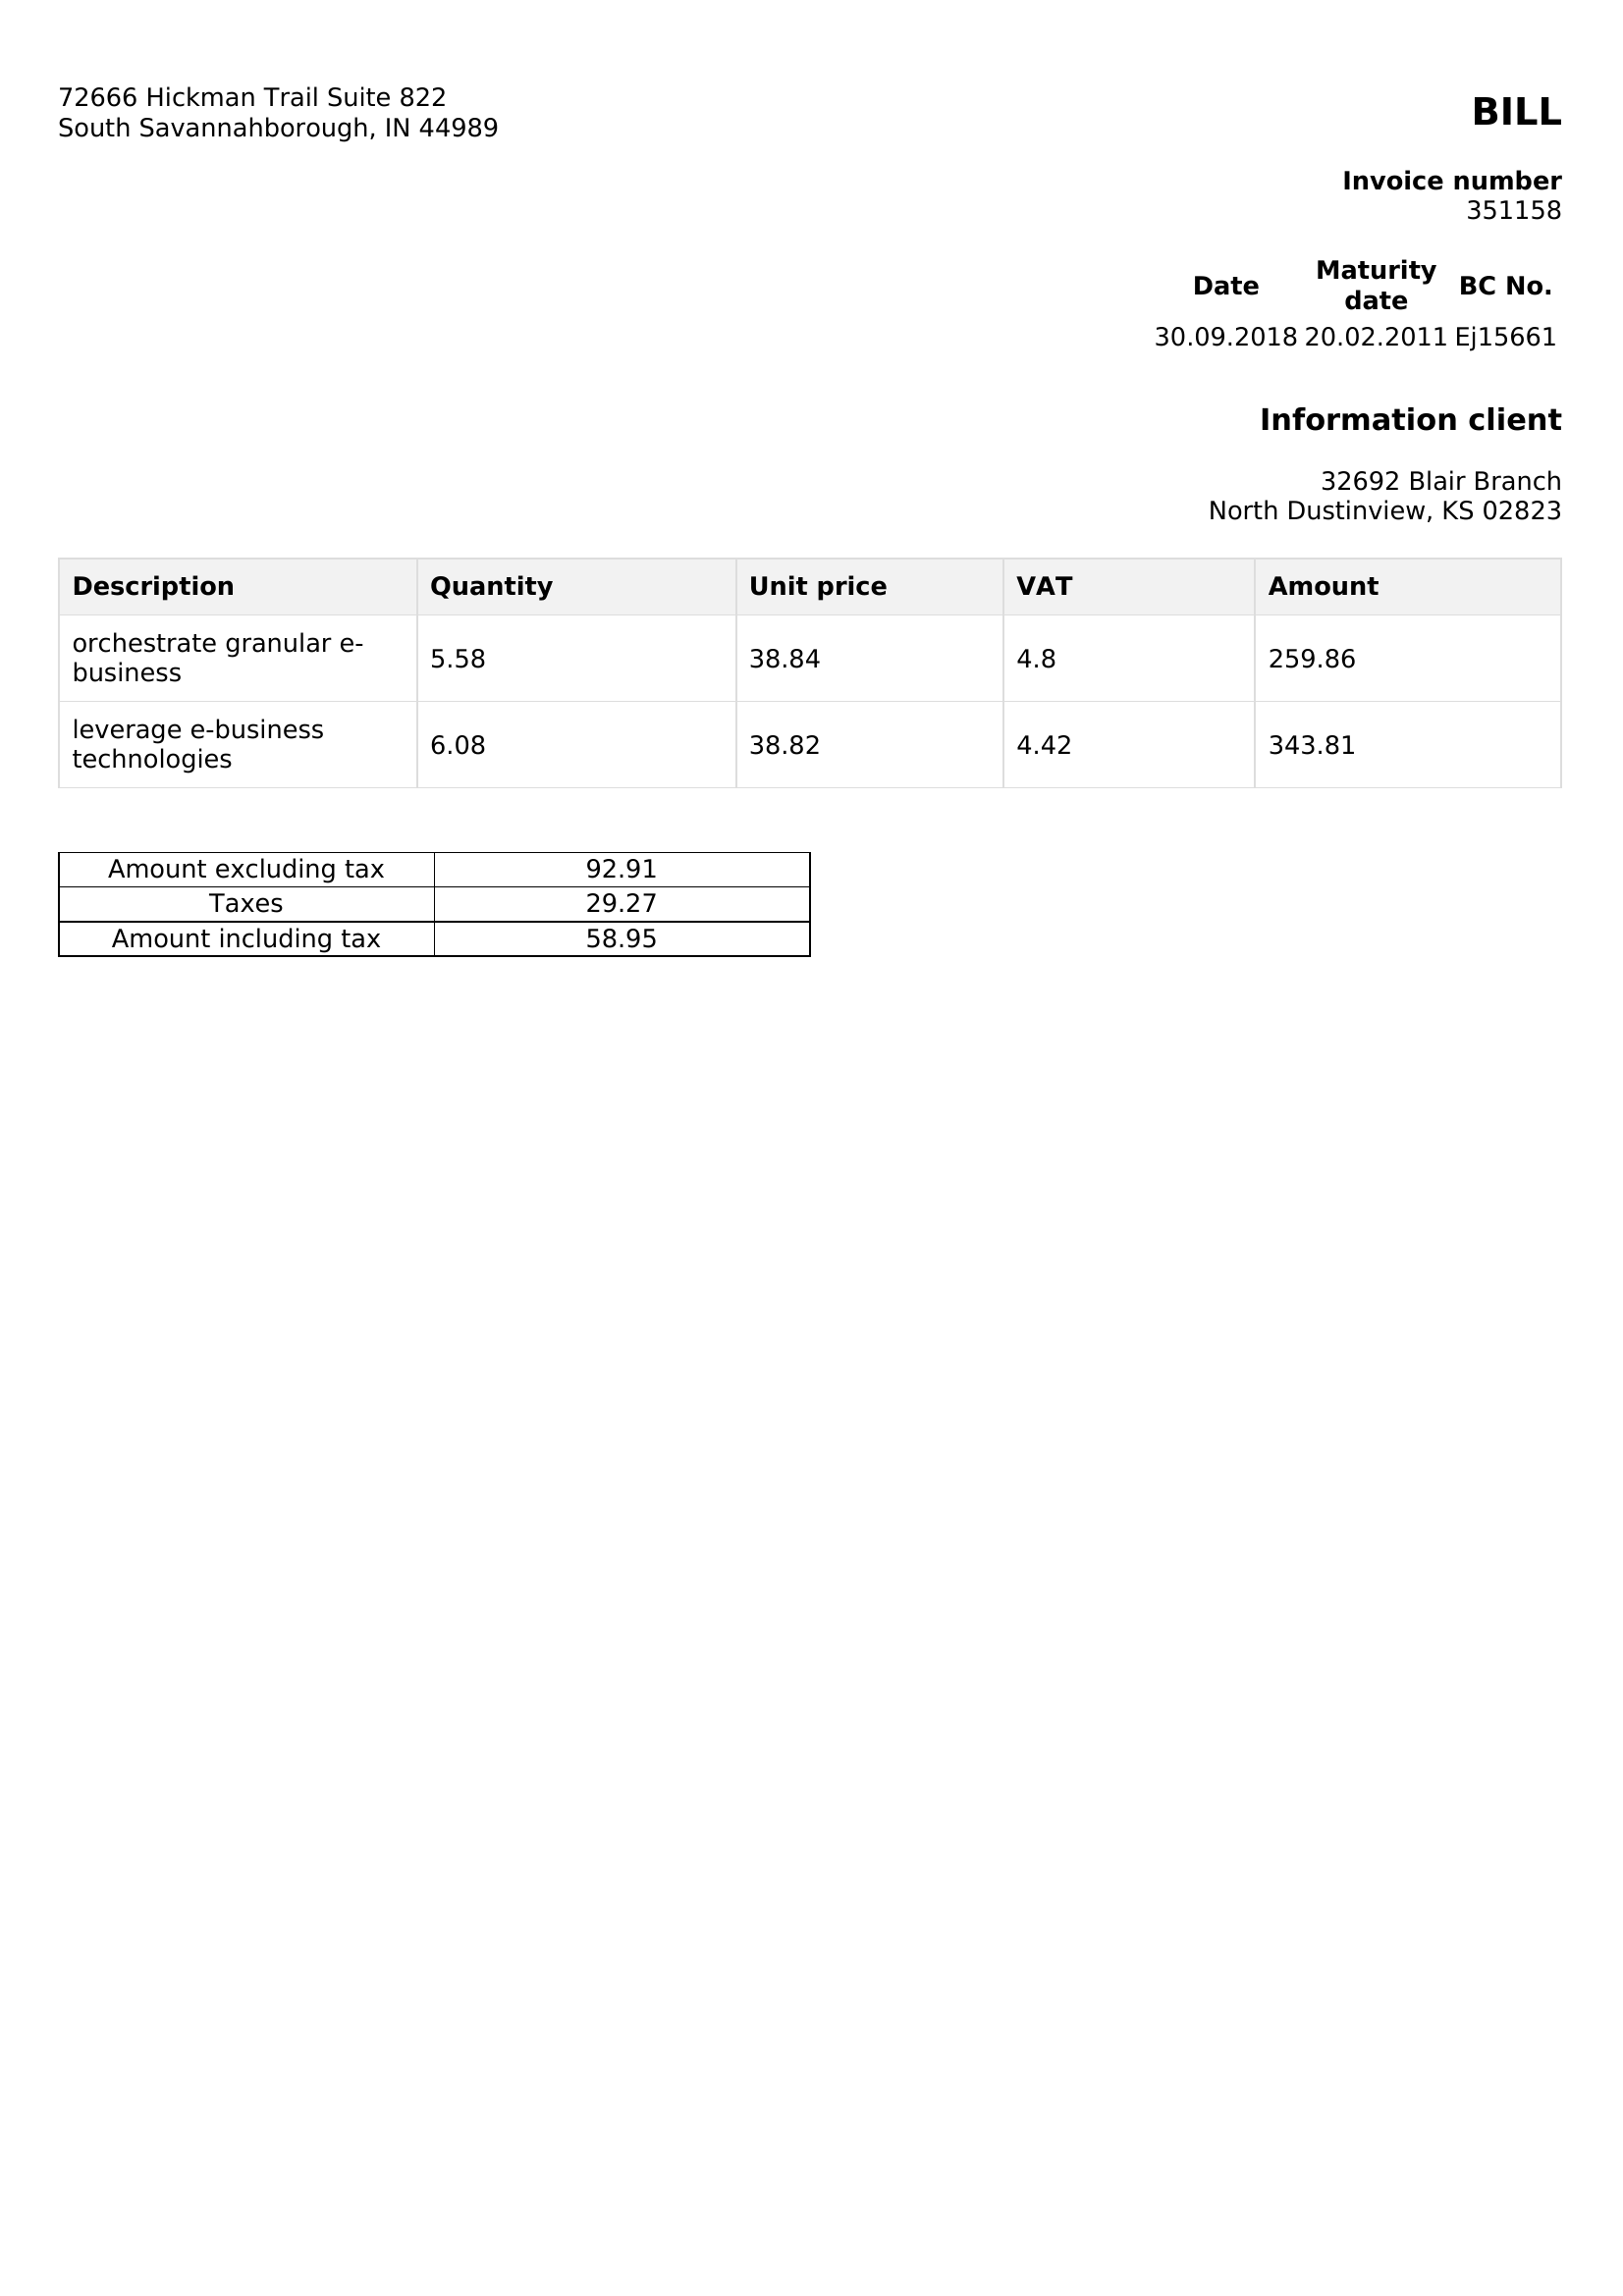 72666 Hickman Trail Suite 822
South Savannahborough, IN 44989
BILL
Invoice number
351158
Date Maturity date BC No.
30.09.2018 20.02.2011 Ej15661
Information client
32692 Blair Branch
North Dustinview, KS 02823
Description Quantity Unit price VAT Amount
orchestrate granular e-
business 5.58 38.84 4.8 259.86
leverage e-business
technologies 6.08 38.82 4.42 343.81
Amount excluding tax 92.91
Taxes 29.27
Amount including tax 58.95